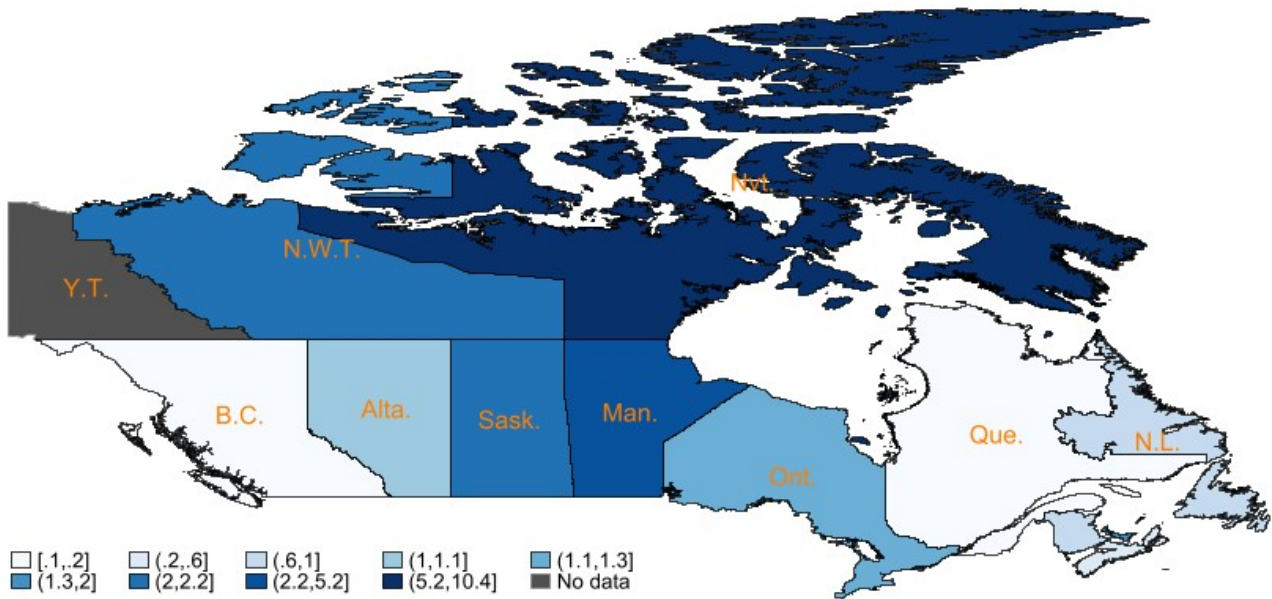 Nvt.
N.W.T.
Y.T.
B.C.
Alta.
Sask.
Man.
Que.
N.L.
Ont.
[.1,.2] (.2,.6] (.6,1] (1,1.1] (1.1,1.3]
(1.3,2] (2,2.2] (2.2,5.2] (5.2,10.4] No data